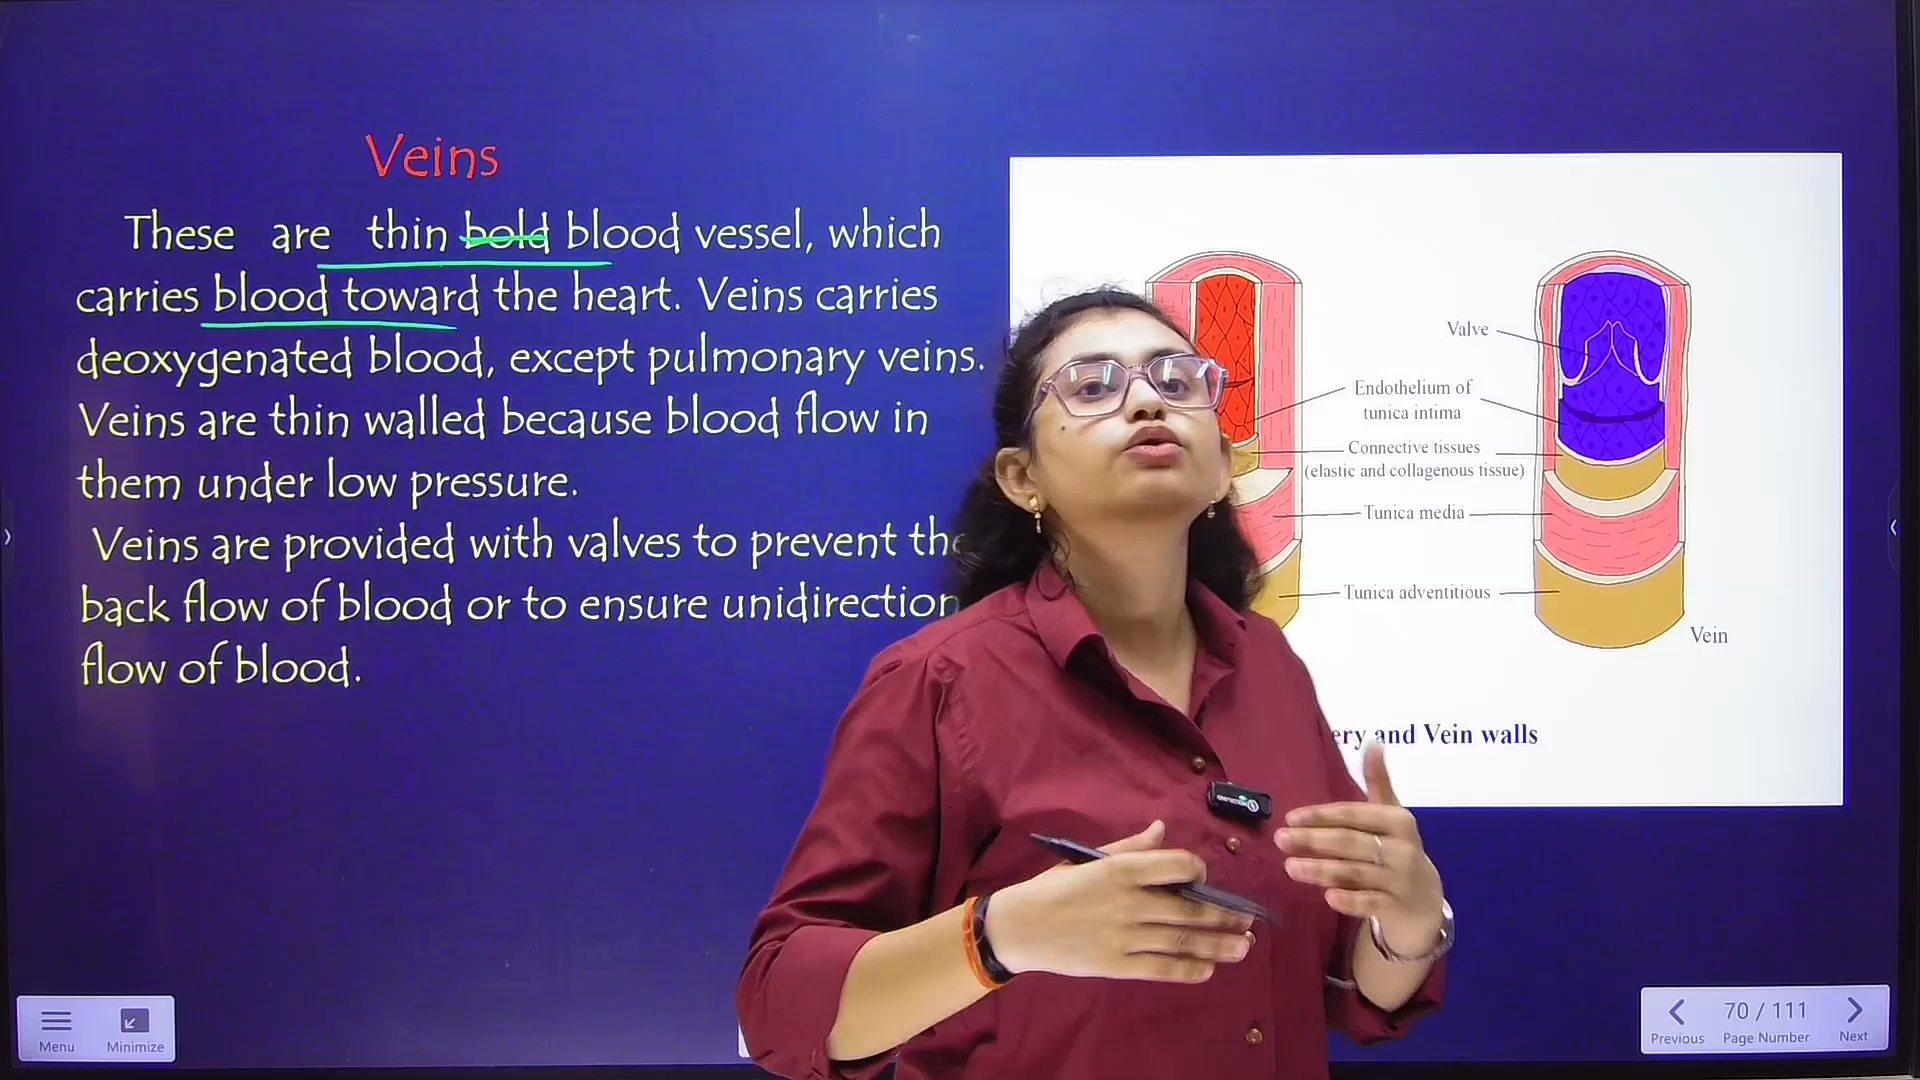 Veins
These are thin bold blood vessel, which
carries blood toward the heart. Veins carries
deoxygenated blood, except pulmonary veins.
Veins are thin walled because blood flow in
them under low pressure.
Veins are provided with valves to prevent the
back flow of blood or to ensure unidirection
flow of blood.
Valve
Endothelium of
tunica intima
Connective tissues
(elastic and collagenous tissue)
Tunica media
Tunica adventitious
Vein
ery and Vein walls
Menu
Minimize
70 / 111
Previous
Page Number
Next